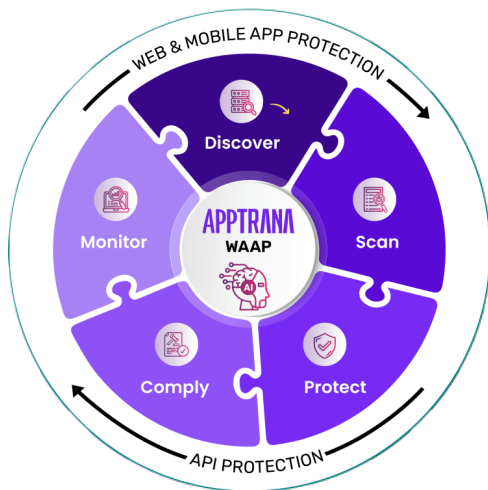 WEB & MOBILE APP PROTECTION
Discover
Monitor
APPTRANA
WAAP
AI
Scan
Comply
Protect
API PROTECTION